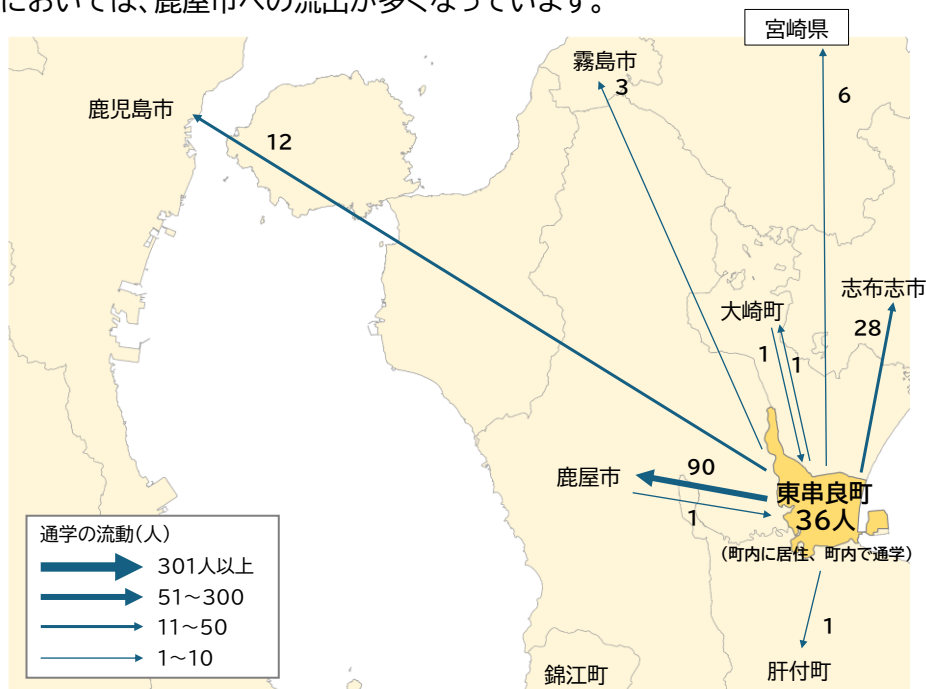 においては、鹿屋市への流出が多くなっています。
宮崎県
霧島市
3
6
鹿児島市
12
志布志市
大崎町
28
1
1
鹿屋市
90
1
東串良町
36人
(町内に居住、町内で通学)
通学の流動(人)
301人以上
51～300
11～50
1～10
1
錦江町
肝付町